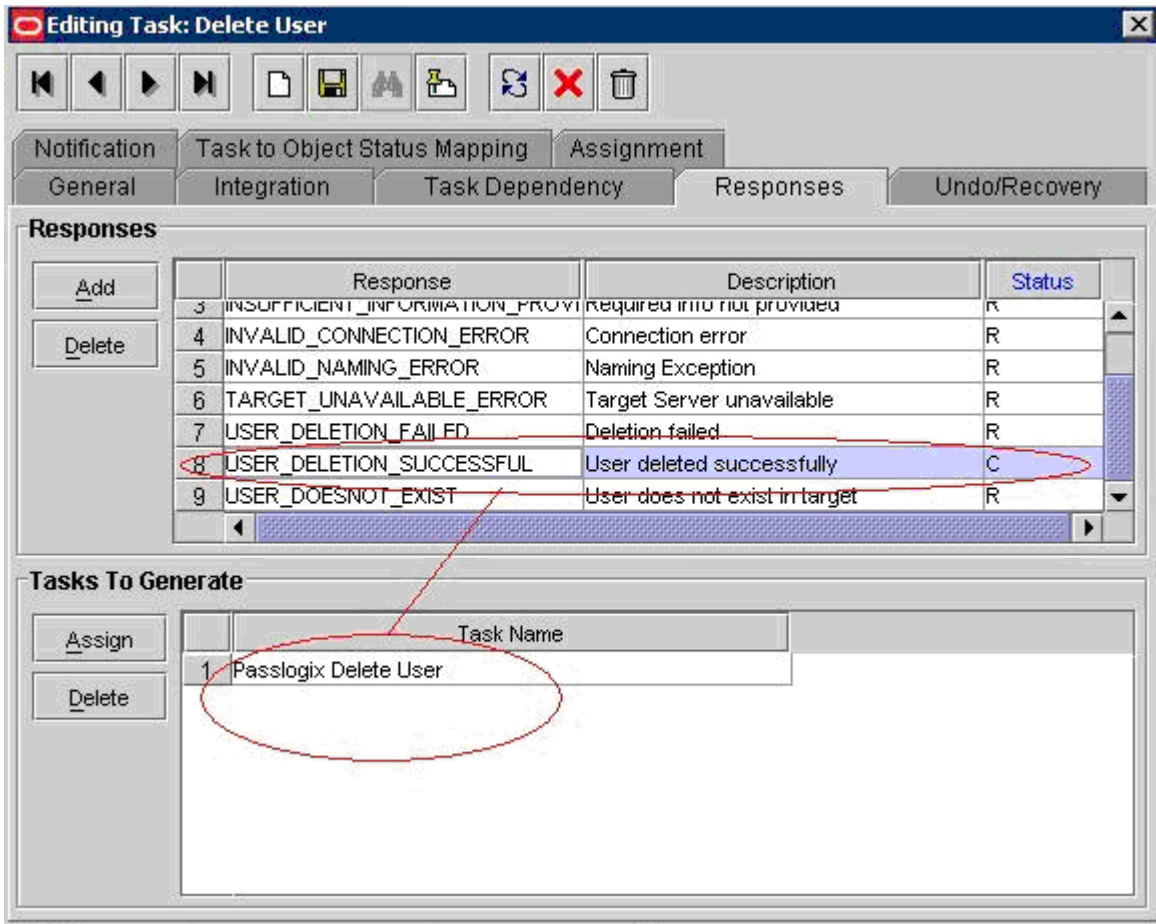 Editing Task: Delete User
Notification Task to Object Status Mapping Assignment
General Integration Task Dependency Responses Undo/Recovery
Responses
Add
Delete
Response Description Status
3 INSUFFICIENT_INFORMATION_PROVI Required info not provided R
4 INVALID_CONNECTION_ERROR Connection error R
5 INVALID_NAMING_ERROR Naming Exception R
6 TARGET_UNAVAILABLE_ERROR Target Server unavailable R
7 USER_DELETION_FAILED Deletion failed R
8 USER_DELETION_SUCCESSFUL User deleted successfully C
9 USER_DOESNOT_EXIST User does not exist in target R
Tasks To Generate
Assign
Delete
Task Name
1 Passlogix Delete User